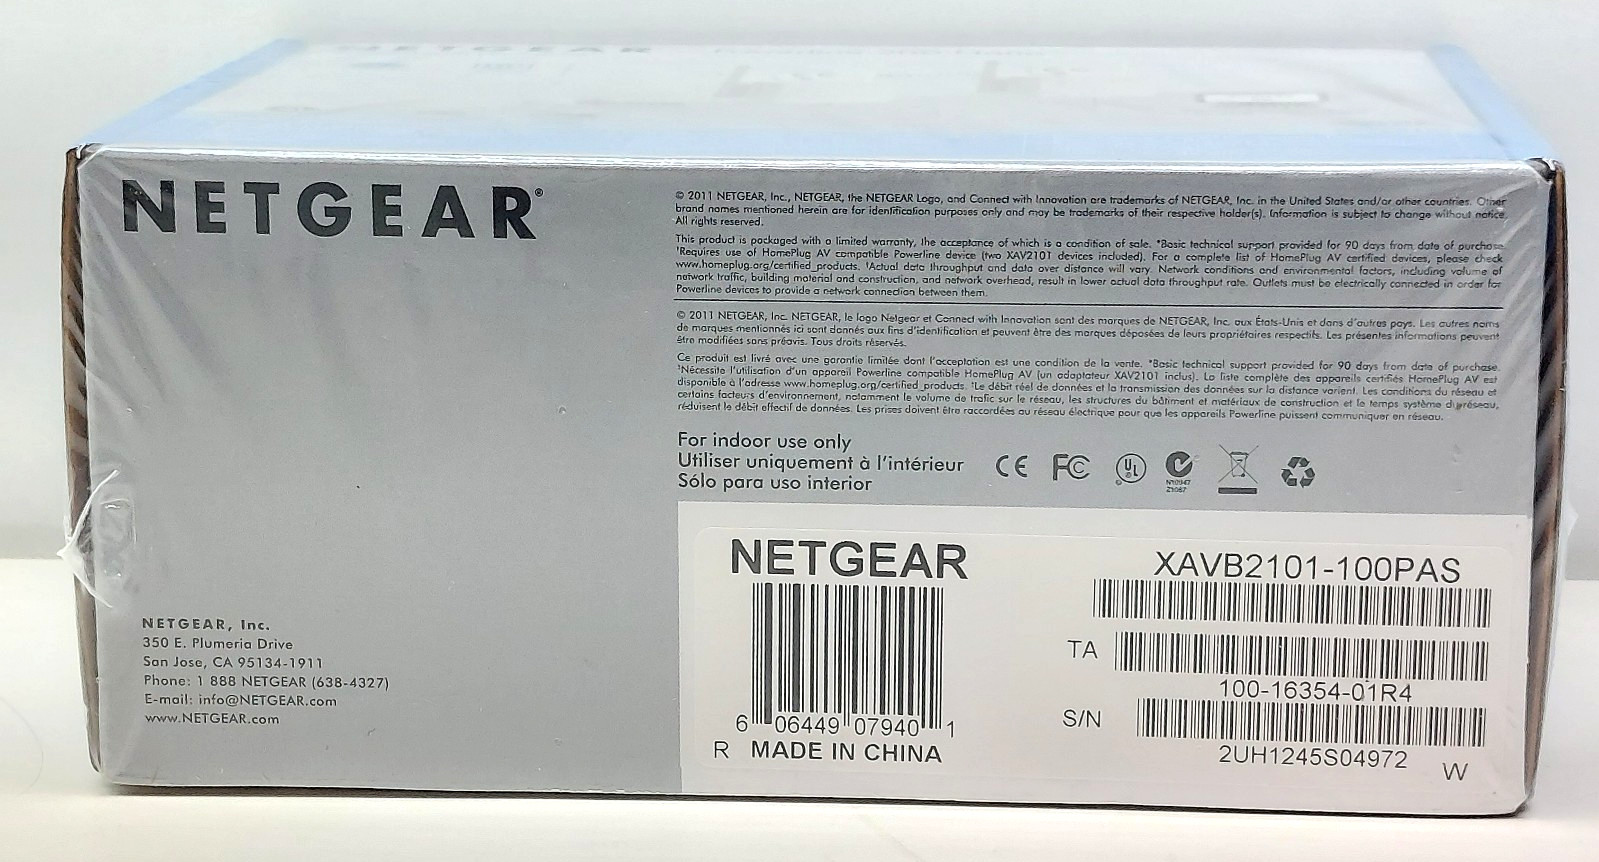 NETGEAR
NETGEAR®
© 2011 NETGEAR, Inc., NETGEAR, the NETGEAR Logo, and Connect with Innovation are trademarks of NETGEAR, Inc. in the United States and/or other countries. Other
brand names mentioned herein are for identification purposes only and may be trademarks of their respective holder(s). Information is subject to change without notice.
All rights reserved.
This product is packaged with a limited warranty, the acceptance of which is a condition of sale. *Basic technical support provided for 90 days from date of purchase.
¹Requires use of HomePlug AV compatible Powerline device (two XAV2101 devices included). For a complete list of HomePlug AV certified devices, please check
www.homeplug.org/certified_products. ¹Actual data throughput and data over distance will vary. Network conditions and environmental factors, including volume of
network traffic, building material and construction, and network overhead, result in lower actual data throughput rate. Outlets must be electrically connected in order for
Powerline devices to provide a network connection between them.
© 2011 NETGEAR, Inc. NETGEAR, le logo Netgear et Connect with Innovation sont des marques de NETGEAR, Inc. aux États-Unis et dans d'autres pays. Les autres noms
de marques mentionnés ici sont donnés aux fins d'identification et peuvent être des marques déposées de leurs propriétaires respectifs. Les présentes informations peuvent
être modifiées sans préavis. Tous droits réservés.
Ce produit est livré avec une garantie limitée dont l'acceptation est une condition de la vente. *Basic technical support provided for 90 days from date of purchase.
¹Nécessite l'utilisation d'un appareil Powerline compatible HomePlug AV (un adaptateur XAV2101 inclus). La liste complète des appareils certifiés HomePlug AV est
disponible à l'adresse www.homeplug.org/certified_products. ¹Le débit réel de données et la transmission des données sur la distance varient. Les conditions du réseau et
certains facteurs d'environnement, notamment le volume de trafic sur le réseau, les structures du bâtiment et matériaux de construction et le temps système du réseau,
réduisent le débit effectif de données. Les prises doivent être raccordées au réseau électrique pour que les appareils Powerline puissent communiquer en réseau.
For indoor use only
Utiliser uniquement à l'intérieur
Sólo para uso interior
CE FC UL
N10947
Z1087
NETGEAR, Inc.
350 E. Plumeria Drive
San Jose, CA 95134-1911
Phone: 1 888 NETGEAR (638-4327)
E-mail: info@NETGEAR.com
www.NETGEAR.com
NETGEAR
6 06449 07940 1
R MADE IN CHINA
XAVB2101-100PAS
TA
100-16354-01R4
S/N
2UH1245S04972
W